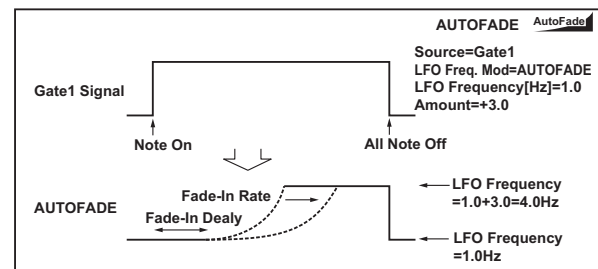 AUTOFADE AutoFade
Source=Gate1
LFO Freq. Mod=AUTOFADE
LFO Frequency[Hz]=1.0
Amount=+3.0
Gate1 Signal
Note On
All Note Off
AUTOFADE
Fade-In Rate
Fade-In Dealy
LFO Frequency
=1.0+3.0=4.0Hz
LFO Frequency
=1.0Hz